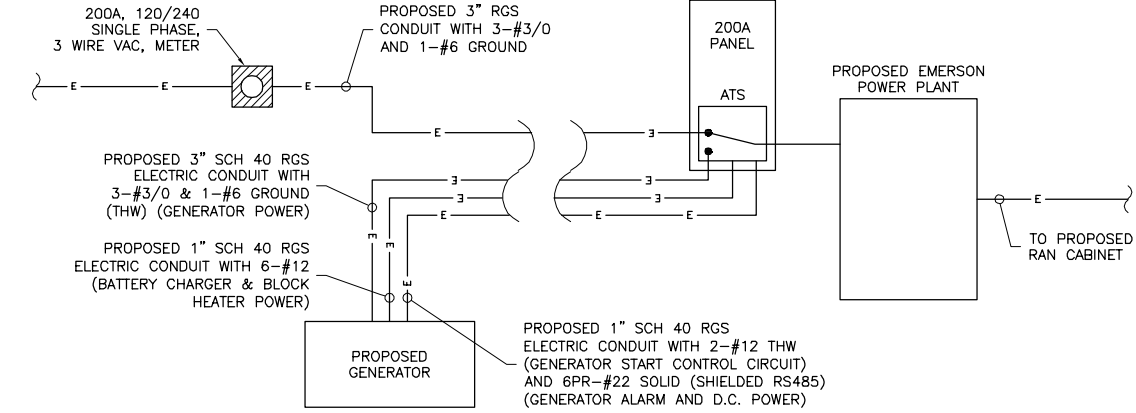 200A, 120/240
SINGLE PHASE,
3 WIRE VAC, METER
PROPOSED 3" RGS
CONDUIT WITH 3-#3/0
AND 1-#6 GROUND
200A
PANEL
ATS
PROPOSED EMERSON
POWER PLANT
E
E
E
E
E
E
PROPOSED 3" SCH 40 RGS
ELECTRIC CONDUIT WITH
3-#3/0 & 1-#6 GROUND
(THW) (GENERATOR POWER)
E
E
E
E
E
E
E
E
TO PROPOSED
RAN CABINET
PROPOSED 1" SCH 40 RGS
ELECTRIC CONDUIT WITH 6-#12
(BATTERY CHARGER & BLOCK
HEATER POWER)
E
E
E
PROPOSED
GENERATOR
PROPOSED 1" SCH 40 RGS
ELECTRIC CONDUIT WITH 2-#12 THW
(GENERATOR START CONTROL CIRCUIT)
AND 6PR-#22 SOLID (SHIELDED RS485)
(GENERATOR ALARM AND D.C. POWER)